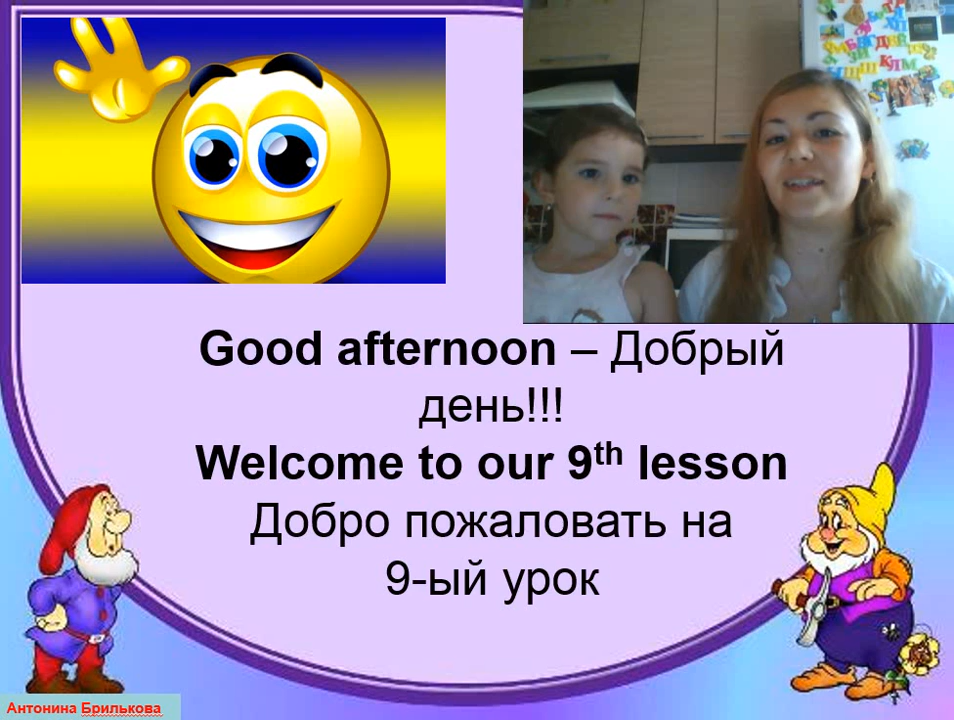 Good afternoon – Добрый
день!!!
Welcome to our 9th lesson
Добро пожаловать на
9-ый урок
Антонина Брилькова